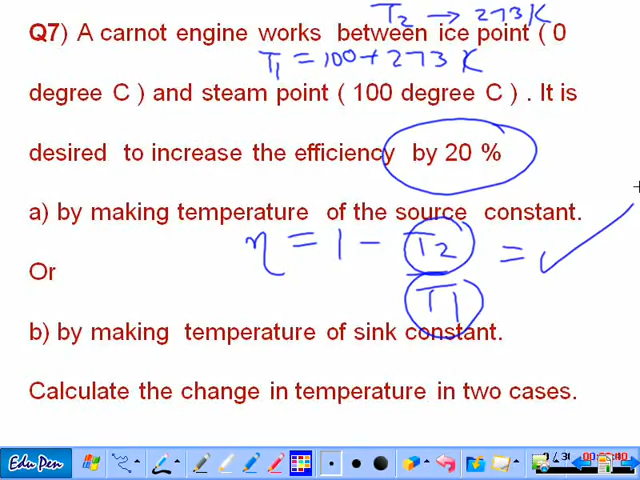 T2 → 273 K
Q7) A carnot engine works between ice point ( 0
T1 = 100 + 273 K
degree C ) and steam point ( 100 degree C ) . It is
desired to increase the efficiency by 20 %
a) by making temperature of the source constant.
η = 1 - T2 / T1 = ✓
Or
b) by making temperature of sink constant.
Calculate the change in temperature in two cases.
Edu Pen